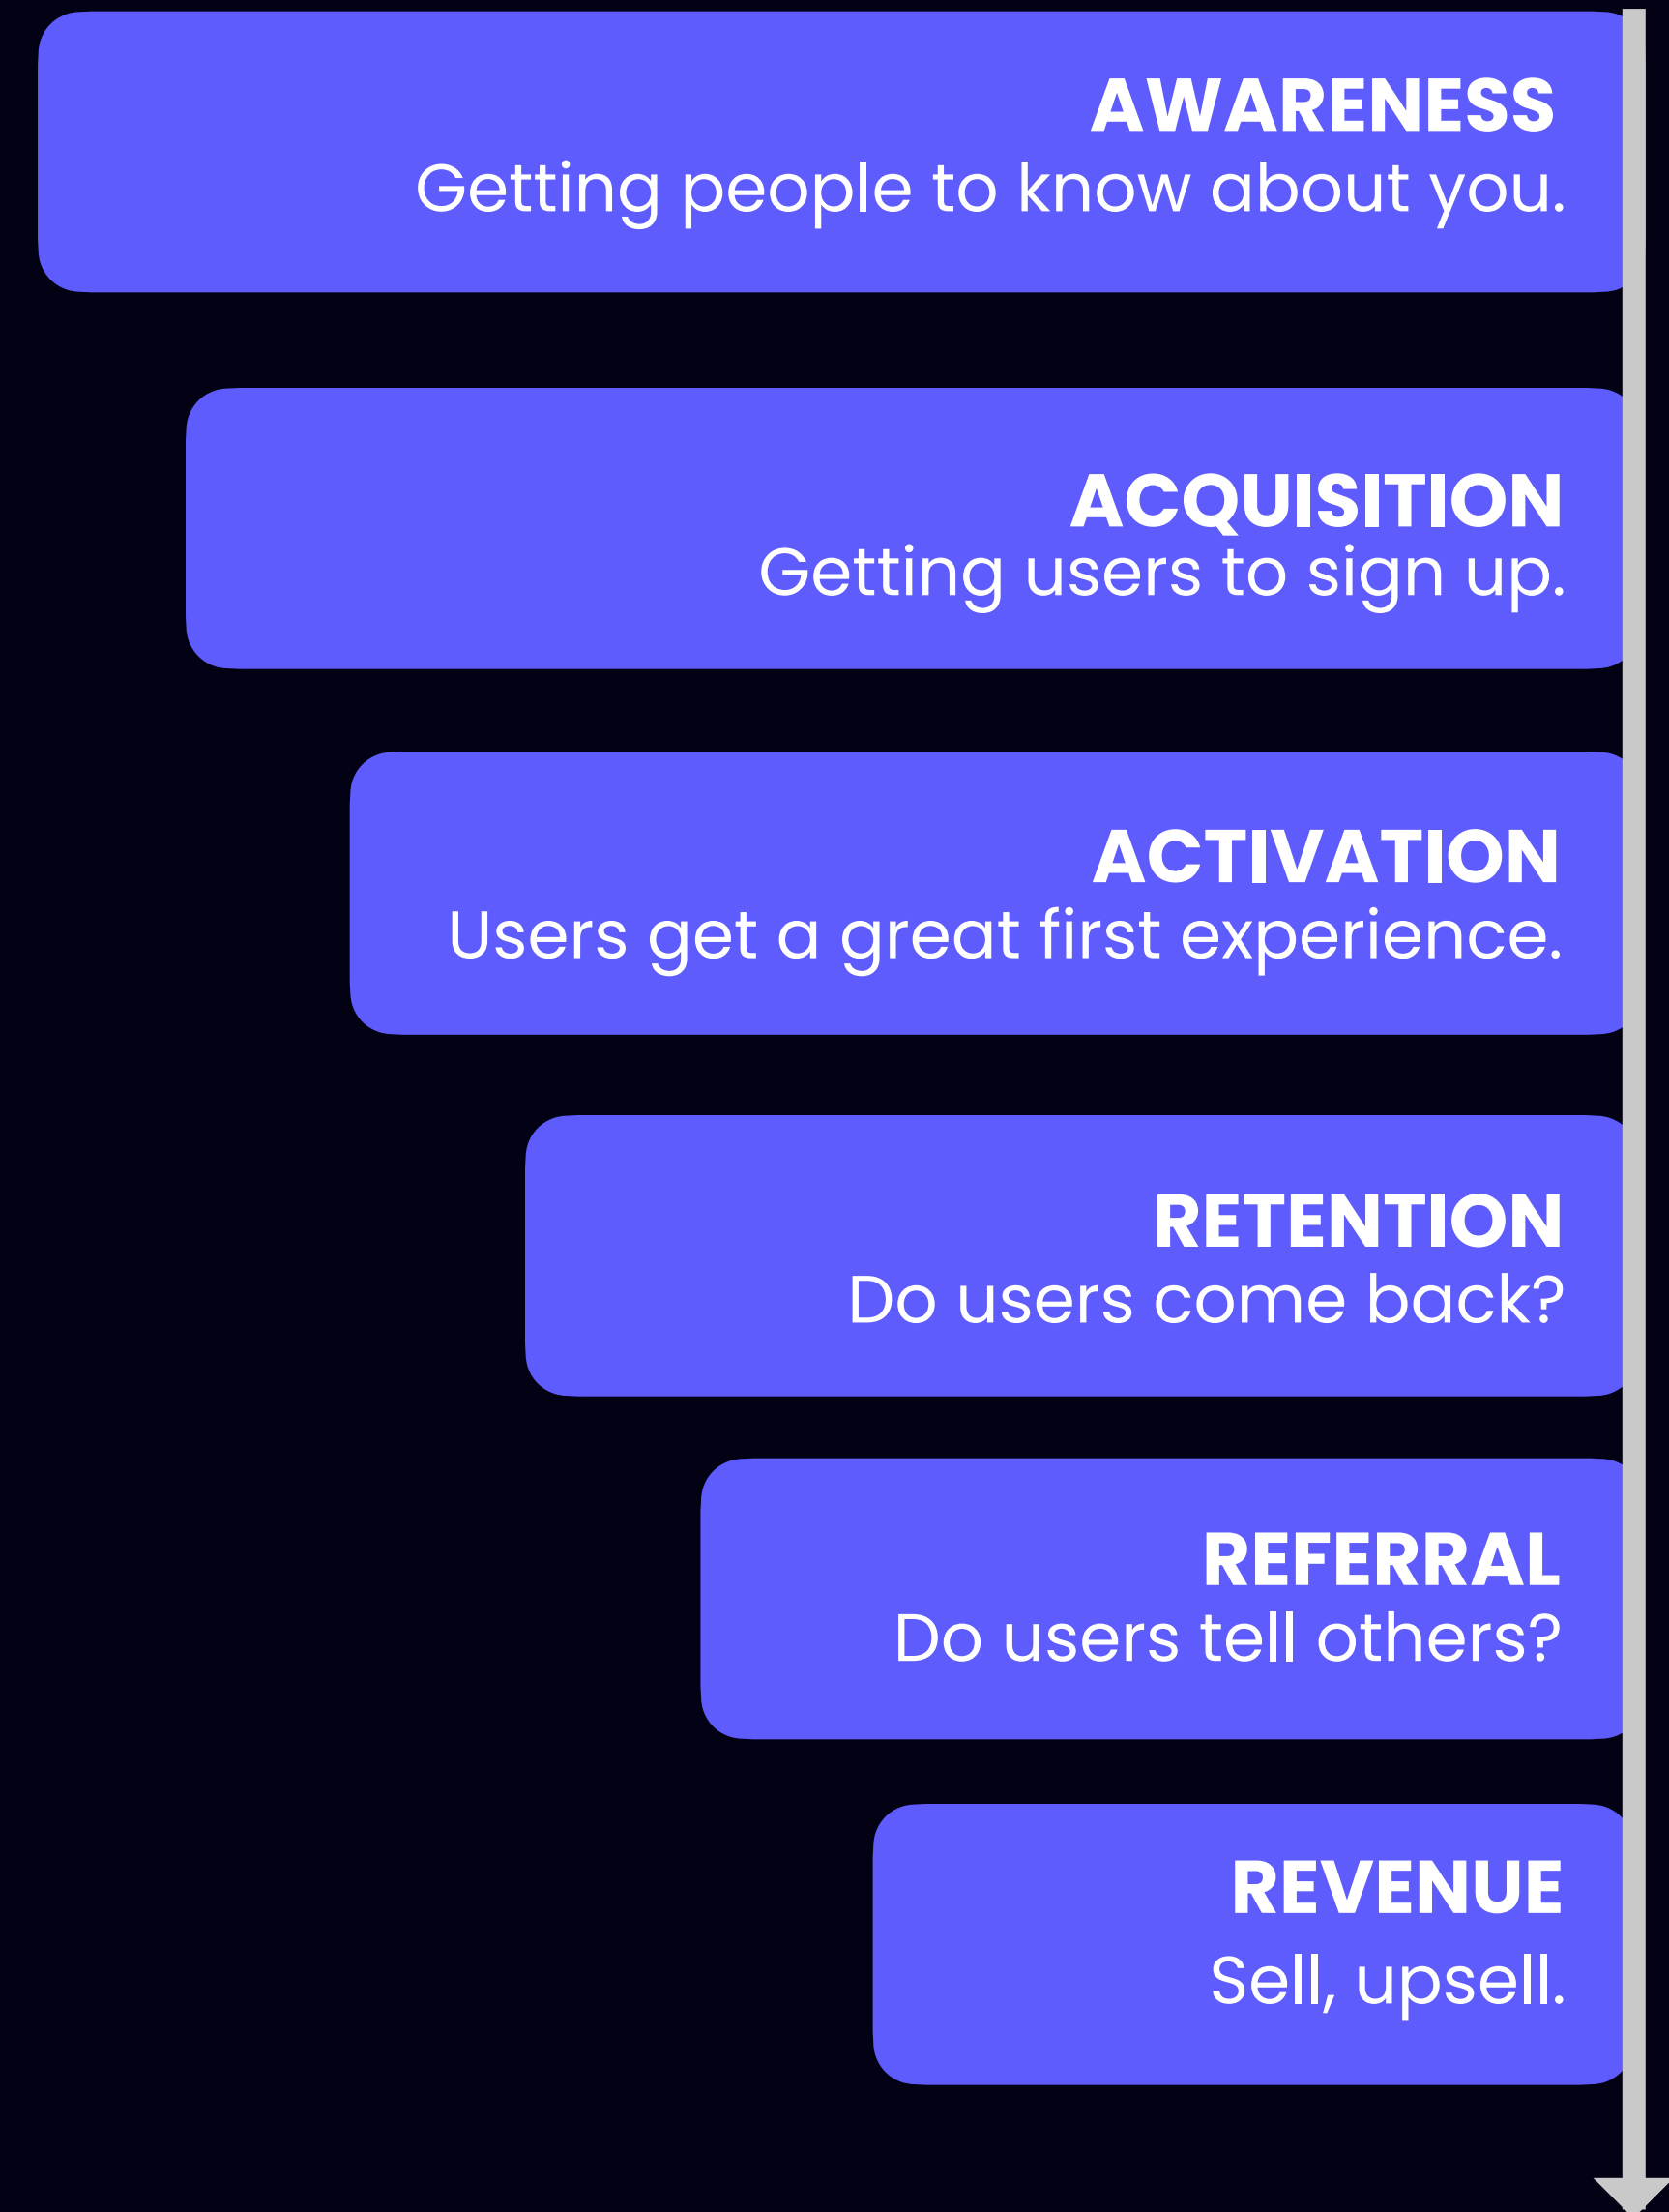 AWARENESS
Getting people to know about you.
ACQUISITION
Getting users to sign up.
ACTIVATION
Users get a great first experience.
RETENTION
Do users come back?
REFERRAL
Do users tell others?
REVENUE
Sell, upsell.